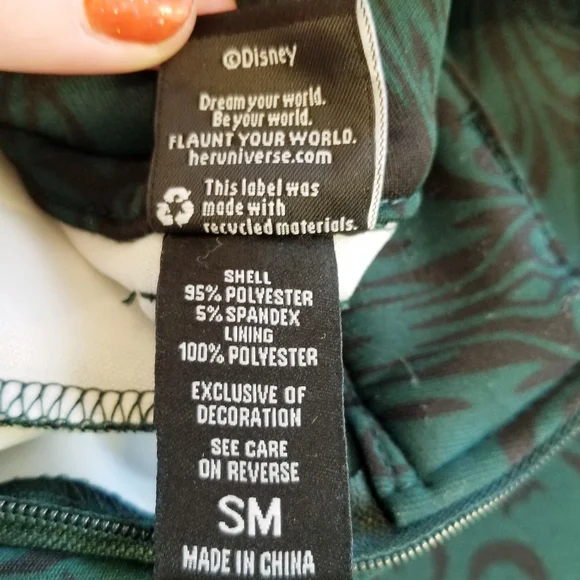 ©Disney
Dream your world.
Be your world.
FLAUNT YOUR WORLD.
heruniverse.com
This label was
made with
recycled materials.
SHELL
95% POLYESTER
5% SPANDEX
LINING
100% POLYESTER
EXCLUSIVE OF
DECORATION
SEE CARE
ON REVERSE
SM
MADE IN CHINA